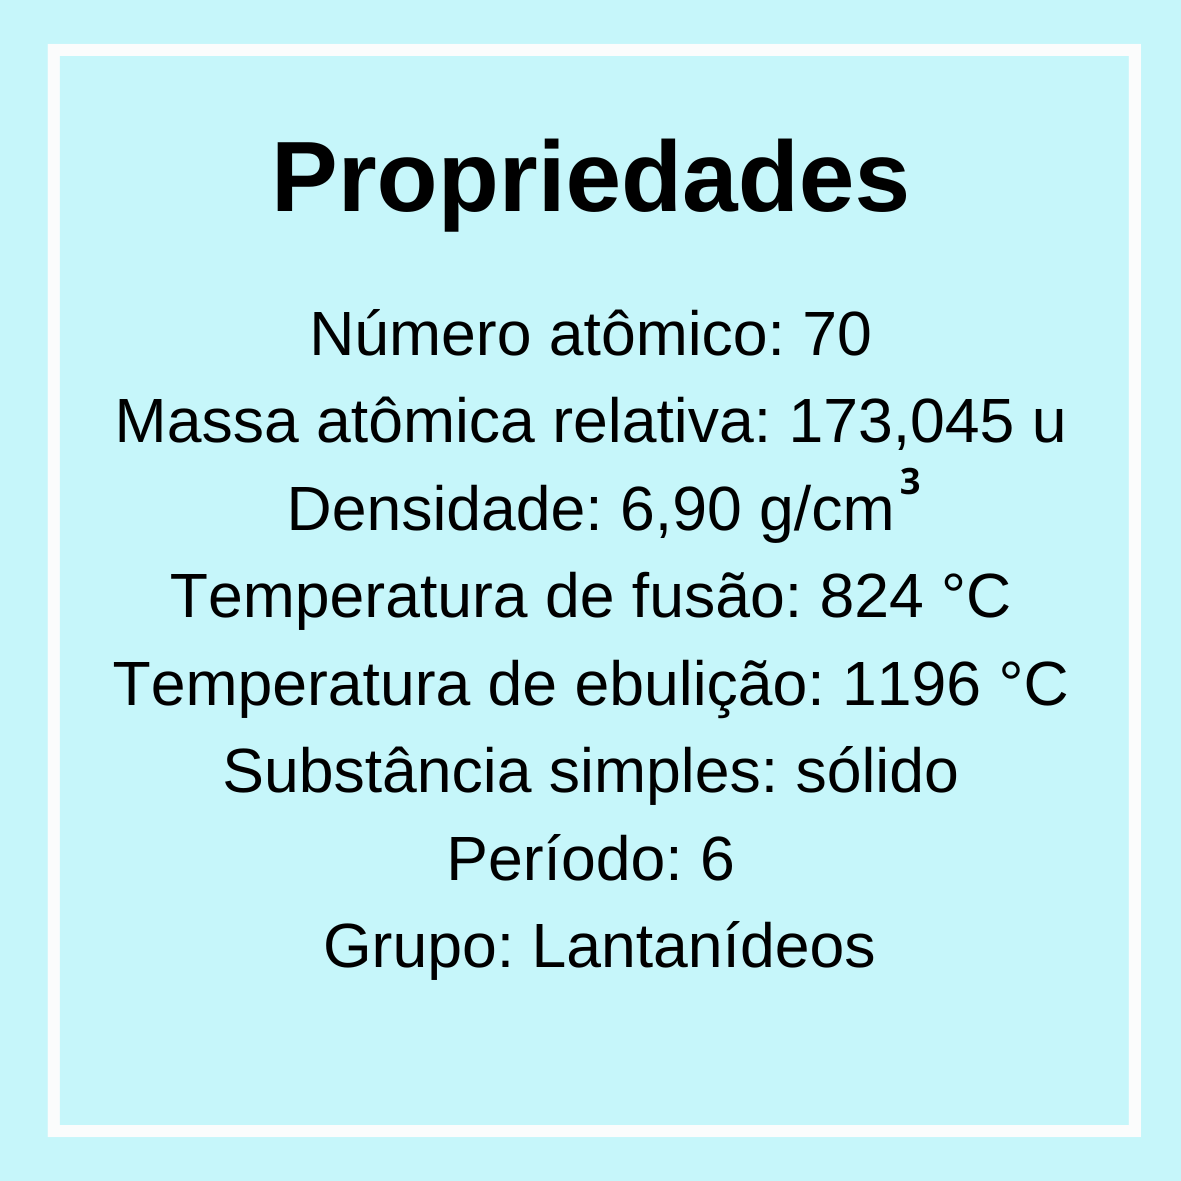 Propriedades
Número atômico: 70
Massa atômica relativa: 173,045 u
Densidade: 6,90 g/cm³
Temperatura de fusão: 824 °C
Temperatura de ebulição: 1196 °C
Substância simples: sólido
Período: 6
Grupo: Lantanídeos